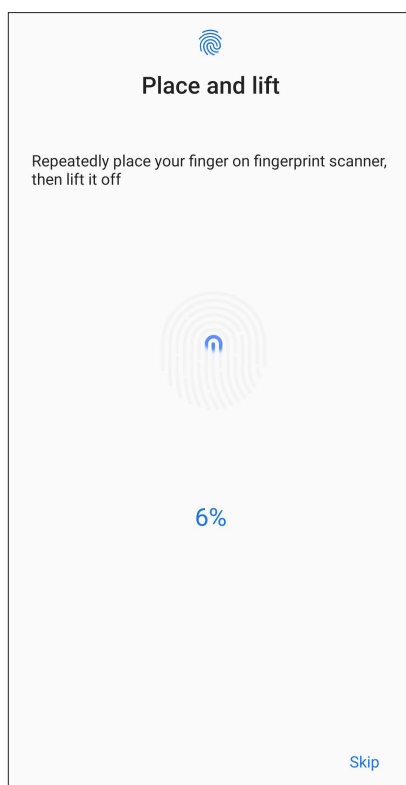 Place and lift
Repeatedly place your finger on fingerprint scanner,
then lift it off
6%
Skip